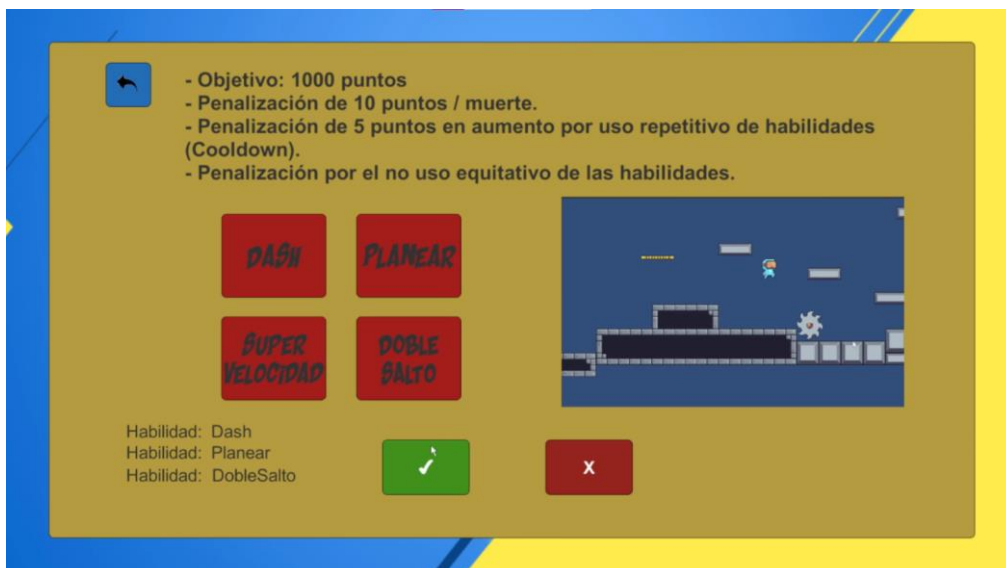 - Objetivo: 1000 puntos
- Penalización de 10 puntos / muerte.
- Penalización de 5 puntos en aumento por uso repetitivo de habilidades
(Cooldown).
- Penalización por el no uso equitativo de las habilidades.
DASH
PLANEAR
SUPER
VELOCIDAD
DOBLE
SALTO
Habilidad: Dash
Habilidad: Planear
Habilidad: DobleSalto
X